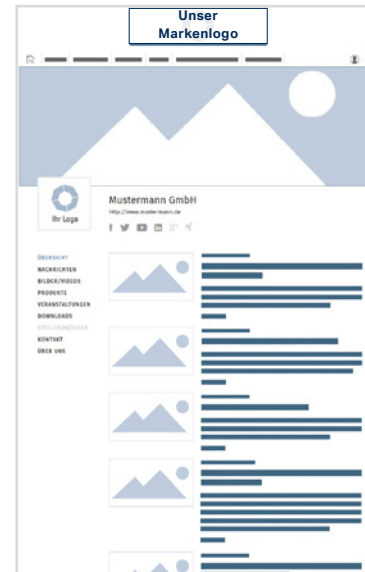 Unser
Markenlogo
Ihr Logo
Mustermann GmbH
http://www.mustermann.de
ÜBERSICHT
NACHRICHTEN
BILDER/VIDEOS
PRODUKTE
VERANSTALTUNGEN
DOWNLOADS
STELLENANZEIGEN
KONTAKT
ÜBER UNS